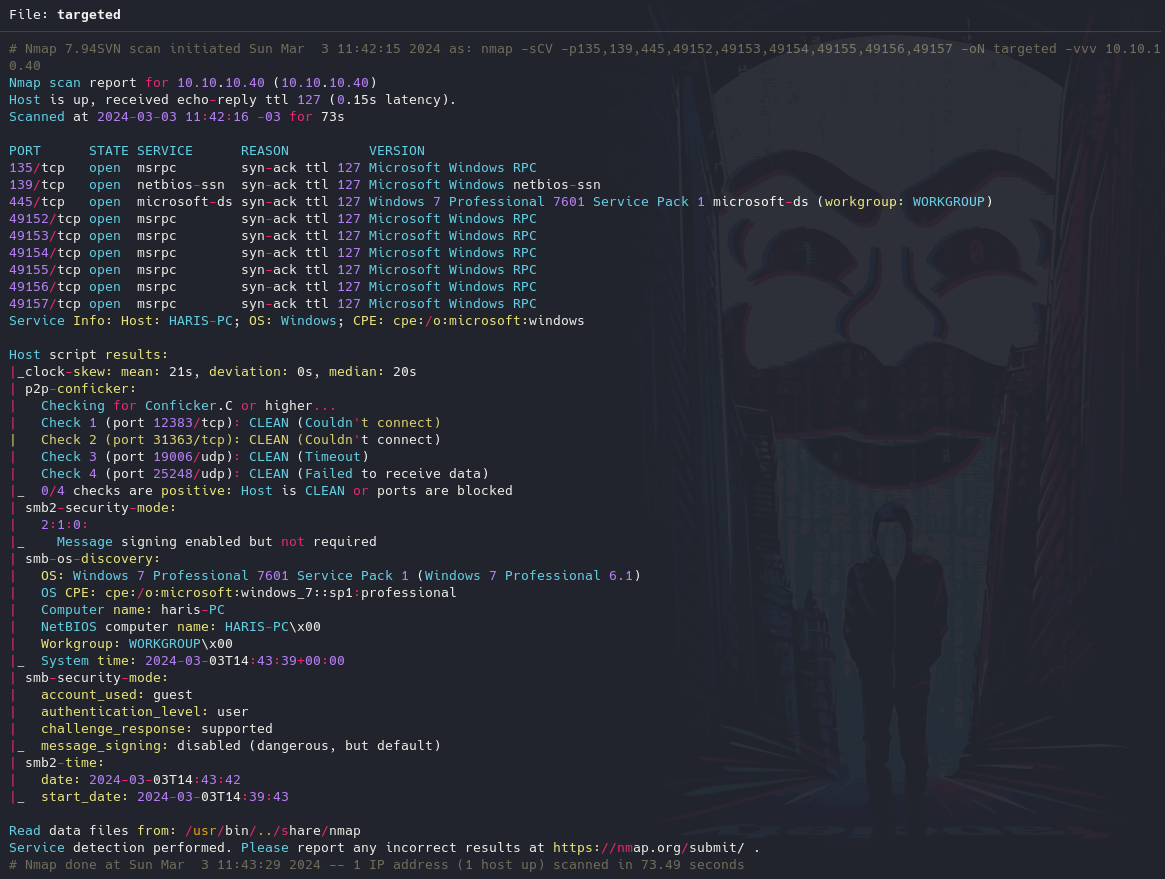 File: targeted
# Nmap 7.94SVN scan initiated Sun Mar  3 11:42:15 2024 as: nmap -sCV -p135,139,445,49152,49153,49154,49155,49156,49157 -oN targeted -vvv 10.10.1
0.40
Nmap scan report for 10.10.10.40 (10.10.10.40)
Host is up, received echo-reply ttl 127 (0.15s latency).
Scanned at 2024-03-03 11:42:16 -03 for 73s

PORT      STATE SERVICE      REASON          VERSION
135/tcp   open  msrpc        syn-ack ttl 127 Microsoft Windows RPC
139/tcp   open  netbios-ssn  syn-ack ttl 127 Microsoft Windows netbios-ssn
445/tcp   open  microsoft-ds syn-ack ttl 127 Windows 7 Professional 7601 Service Pack 1 microsoft-ds (workgroup: WORKGROUP)
49152/tcp open  msrpc        syn-ack ttl 127 Microsoft Windows RPC
49153/tcp open  msrpc        syn-ack ttl 127 Microsoft Windows RPC
49154/tcp open  msrpc        syn-ack ttl 127 Microsoft Windows RPC
49155/tcp open  msrpc        syn-ack ttl 127 Microsoft Windows RPC
49156/tcp open  msrpc        syn-ack ttl 127 Microsoft Windows RPC
49157/tcp open  msrpc        syn-ack ttl 127 Microsoft Windows RPC
Service Info: Host: HARIS-PC; OS: Windows; CPE: cpe:/o:microsoft:windows

Host script results:
|_clock-skew: mean: 21s, deviation: 0s, median: 20s
| p2p-conficker:
|   Checking for Conficker.C or higher...
|   Check 1 (port 12383/tcp): CLEAN (Couldn't connect)
|   Check 2 (port 31363/tcp): CLEAN (Couldn't connect)
|   Check 3 (port 19006/udp): CLEAN (Timeout)
|   Check 4 (port 25248/udp): CLEAN (Failed to receive data)
|_  0/4 checks are positive: Host is CLEAN or ports are blocked
| smb2-security-mode:
|   2:1:0:
|_    Message signing enabled but not required
| smb-os-discovery:
|   OS: Windows 7 Professional 7601 Service Pack 1 (Windows 7 Professional 6.1)
|   OS CPE: cpe:/o:microsoft:windows_7::sp1:professional
|   Computer name: haris-PC
|   NetBIOS computer name: HARIS-PC\x00
|   Workgroup: WORKGROUP\x00
|_  System time: 2024-03-03T14:43:39+00:00
| smb-security-mode:
|   account_used: guest
|   authentication_level: user
|   challenge_response: supported
|_  message_signing: disabled (dangerous, but default)
| smb2-time:
|   date: 2024-03-03T14:43:42
|_  start_date: 2024-03-03T14:39:43

Read data files from: /usr/bin/../share/nmap
Service detection performed. Please report any incorrect results at https://nmap.org/submit/ .
# Nmap done at Sun Mar  3 11:43:29 2024 -- 1 IP address (1 host up) scanned in 73.49 seconds